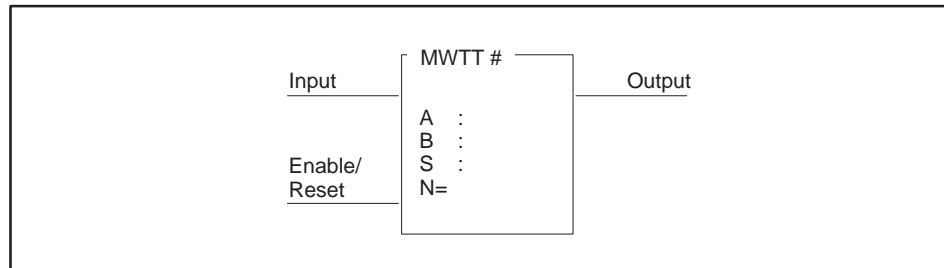 MWTT #
Input
Output
A :
B :
S :
N=
Enable/
Reset